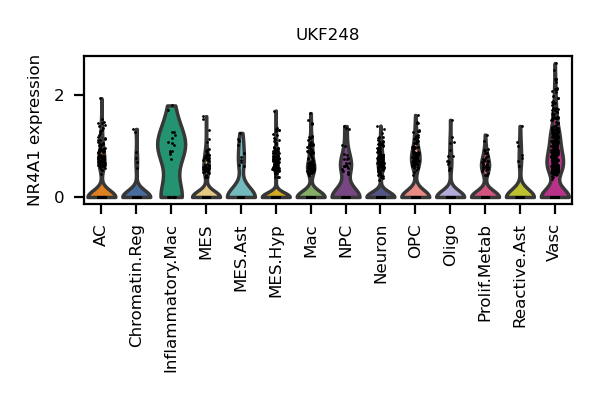 UKF248
NR4A1 expression
2
0
AC
Chromatin.Reg
Inflammatory.Mac
MES
MES.Ast
MES.Hyp
Mac
NPC
Neuron
OPC
Oligo
Prolif.Metab
Reactive.Ast
Vasc